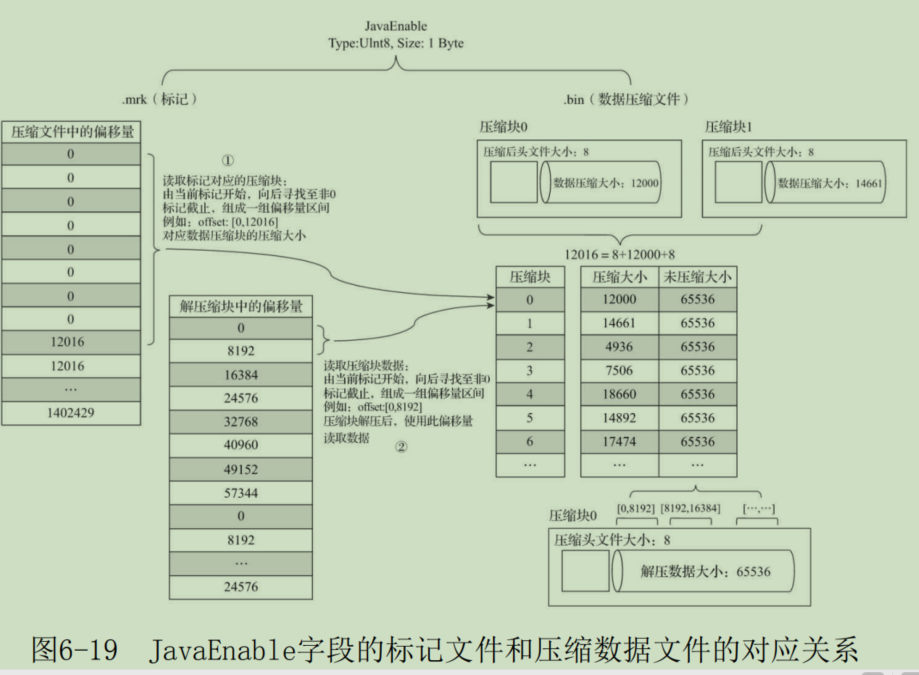 JavaEnable
Type:UInt8, Size: 1 Byte
.mrk（标记）
.bin（数据压缩文件）
压缩文件中的偏移量
0
0
0
0
0
0
0
0
12016
12016
…
1402429
①
读取标记对应的压缩块：
由当前标记开始，向后寻找至非0
标记截止，组成一组偏移量区间
例如：offset: [0,12016]
对应数据压缩块的压缩大小
解压缩块中的偏移量
0
8192
16384
24576
32768
40960
49152
57344
0
8192
…
24576
读取压缩块数据：
由当前标记开始，向后寻找至非0
标记截止，组成一组偏移量区间
例如：offset:[0,8192]
压缩块解压后，使用此偏移量
读取数据
②
压缩块0
压缩后头文件大小：8
数据压缩大小：12000
压缩块1
压缩后头文件大小：8
数据压缩大小：14661
12016 = 8+12000+8
压缩块 压缩大小 未压缩大小
0 12000 65536
1 14661 65536
2 4936 65536
3 7506 65536
4 18660 65536
5 14892 65536
6 17474 65536
… … …
[0,8192] [8192,16384] […,…]
压缩块0
压缩头文件大小：8
解压数据大小：65536
图6-19 JavaEnable字段的标记文件和压缩数据文件的对应关系